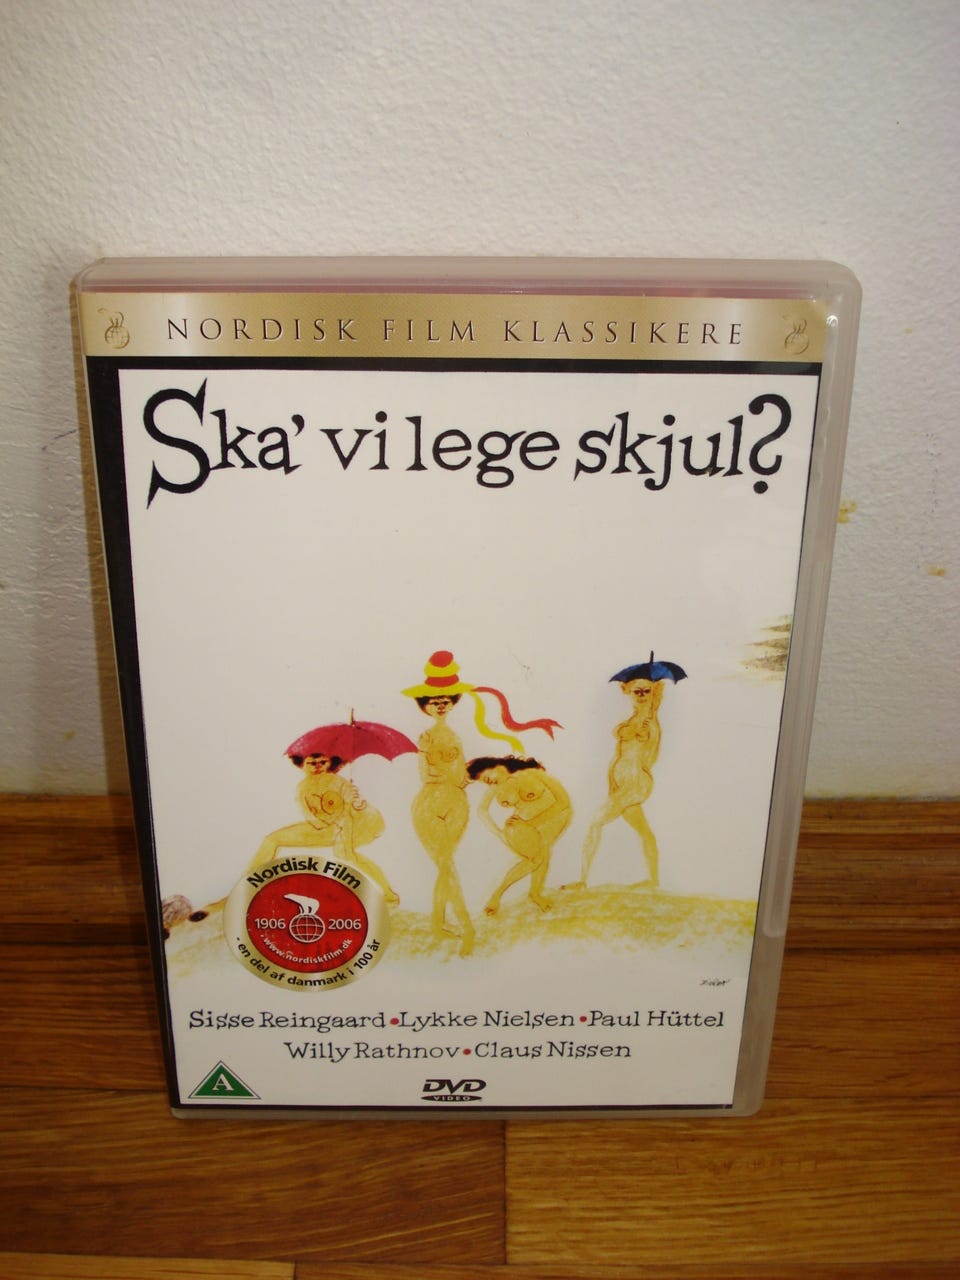 NORDISK FILM KLASSIKERE
Ska' vi lege skjul?
Nordisk Film
1906 2006
www.nordiskfilm.dk
- en del af danmark i 100 år
Sisse Reingaard • Lykke Nielsen • Paul Hüttel
Willy Rathnov • Claus Nissen
A
DVD
VIDEO